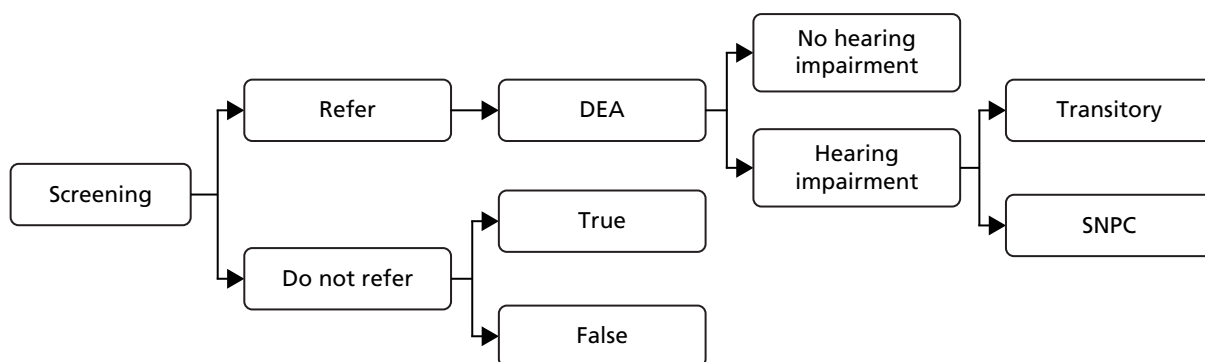 Screening
Refer
Do not refer
DEA
True
False
No hearing
impairment
Hearing
impairment
Transitory
SNPC